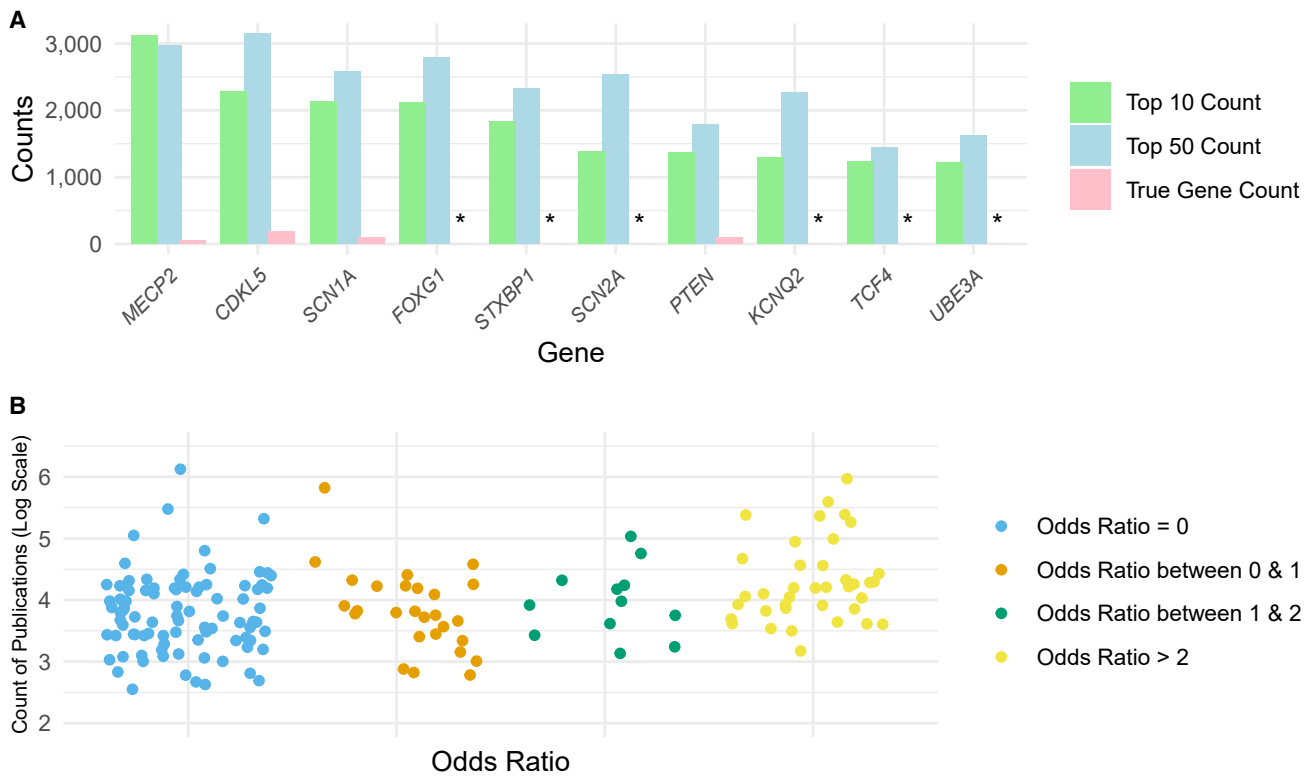 A
Counts
3,000
2,000
1,000
0
*
*
*
*
*
*
MECP2
CDKL5
SCN1A
FOXG1
STXBP1
SCN2A
PTEN
KCNQ2
TCF4
UBE3A
Gene
Top 10 Count
Top 50 Count
True Gene Count
B
Count of Publications (Log Scale)
6
5
4
3
2
Odds Ratio
Odds Ratio = 0
Odds Ratio between 0 & 1
Odds Ratio between 1 & 2
Odds Ratio > 2